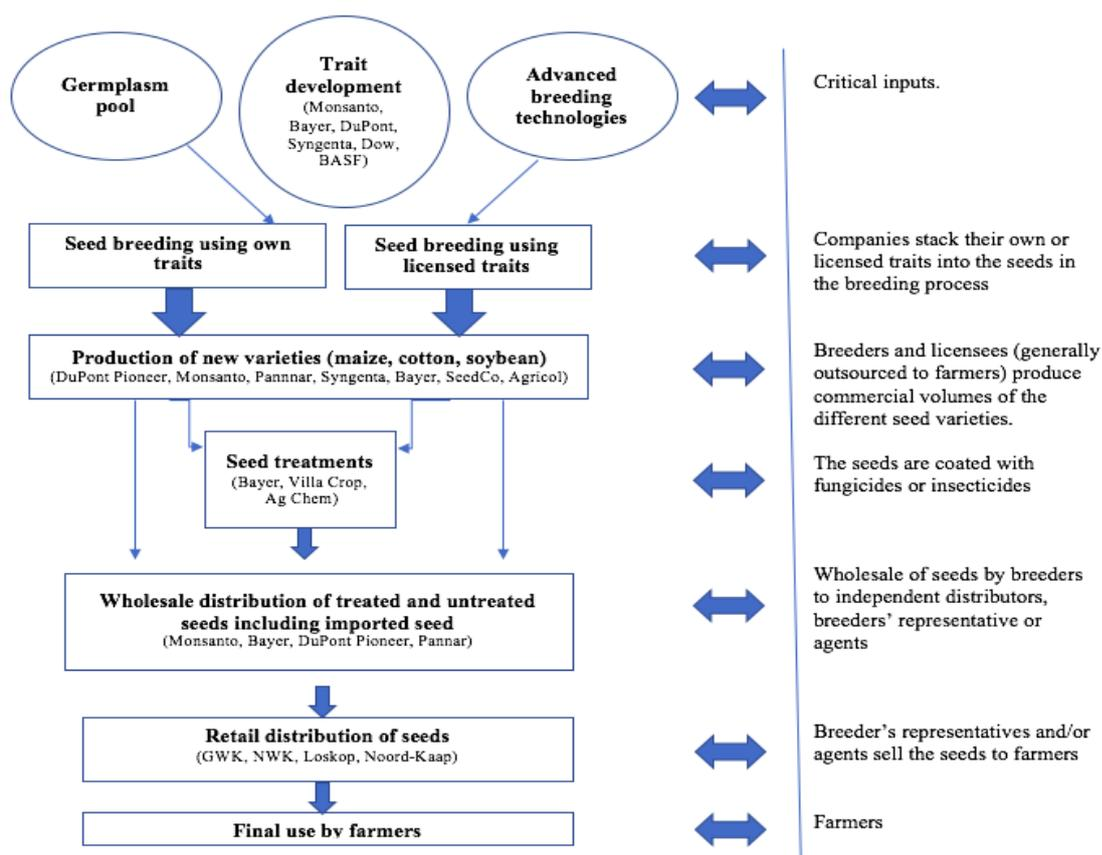 Germplasm
pool
Trait
development
(Monsanto,
Bayer, DuPont,
Syngenta, Dow,
BASF)
Advanced
breeding
technologies
Critical inputs.
Seed breeding using own
traits
Seed breeding using
licensed traits
Companies stack their own or
licensed traits into the seeds in
the breeding process
Production of new varieties (maize, cotton, soybean)
(DuPont Pioneer, Monsanto, Pannnar, Syngenta, Bayer, SeedCo, Agricol)
Breeders and licensees (generally
outsourced to farmers) produce
commercial volumes of the
different seed varieties.
Seed treatments
(Bayer, Villa Crop,
Ag Chem)
The seeds are coated with
fungicides or insecticides
Wholesale distribution of treated and untreated
seeds including imported seed
(Monsanto, Bayer, DuPont Pioneer, Pannar)
Wholesale of seeds by breeders
to independent distributors,
breeders’ representative or
agents
Retail distribution of seeds
(GWK, NWK, Loskop, Noord-Kaap)
Breeder’s representatives and/or
agents sell the seeds to farmers
Final use by farmers
Farmers